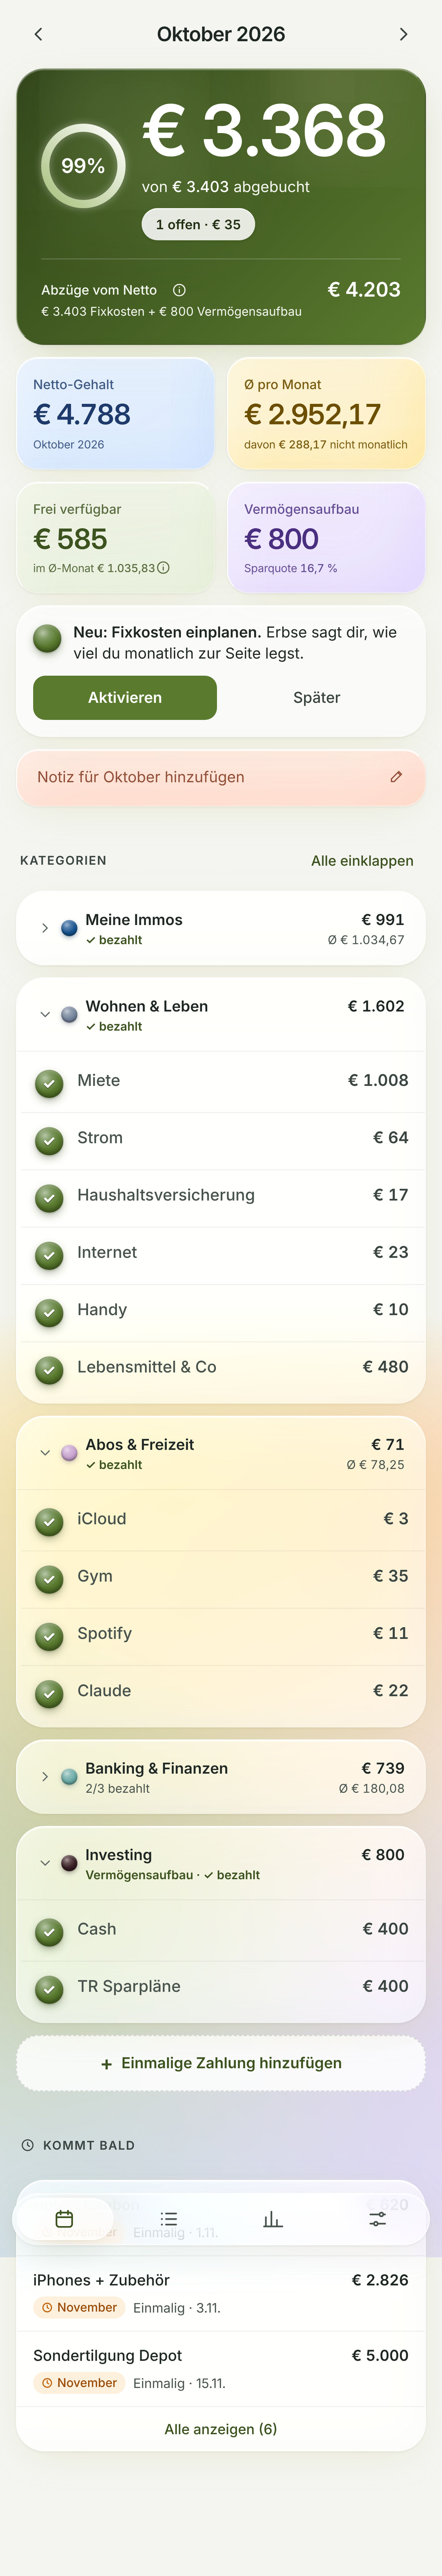 Oktober 2026
99%
€ 3.368
von € 3.403 abgebucht
1 offen · € 35
Abzüge vom Netto
€ 4.203
€ 3.403 Fixkosten + € 800 Vermögensaufbau
Netto-Gehalt
€ 4.788
Oktober 2026
Ø pro Monat
€ 2.952,17
davon € 288,17 nicht monatlich
Frei verfügbar
€ 585
im Ø-Monat € 1.035,83
Vermögensaufbau
€ 800
Sparquote 16,7 %
Neu: Fixkosten einplanen. Erbse sagt dir, wie
viel du monatlich zur Seite legst.
Aktivieren
Später
Notiz für Oktober hinzufügen
KATEGORIEN
Alle einklappen
Meine Immos
€ 991
✓ bezahlt
Ø € 1.034,67
Wohnen & Leben
€ 1.602
✓ bezahlt
Miete
€ 1.008
Strom
€ 64
Haushaltsversicherung
€ 17
Internet
€ 23
Handy
€ 10
Lebensmittel & Co
€ 480
Abos & Freizeit
€ 71
✓ bezahlt
Ø € 78,25
iCloud
€ 3
Gym
€ 35
Spotify
€ 11
Claude
€ 22
Banking & Finanzen
€ 739
2/3 bezahlt
Ø € 180,08
Investing
€ 800
Vermögensaufbau · ✓ bezahlt
Cash
€ 400
TR Sparpläne
€ 400
+ Einmalige Zahlung hinzufügen
KOMMT BALD
Einmalig · 1.11.
iPhones + Zubehör
€ 2.826
November
Einmalig · 3.11.
Sondertilgung Depot
€ 5.000
November
Einmalig · 15.11.
Alle anzeigen (6)